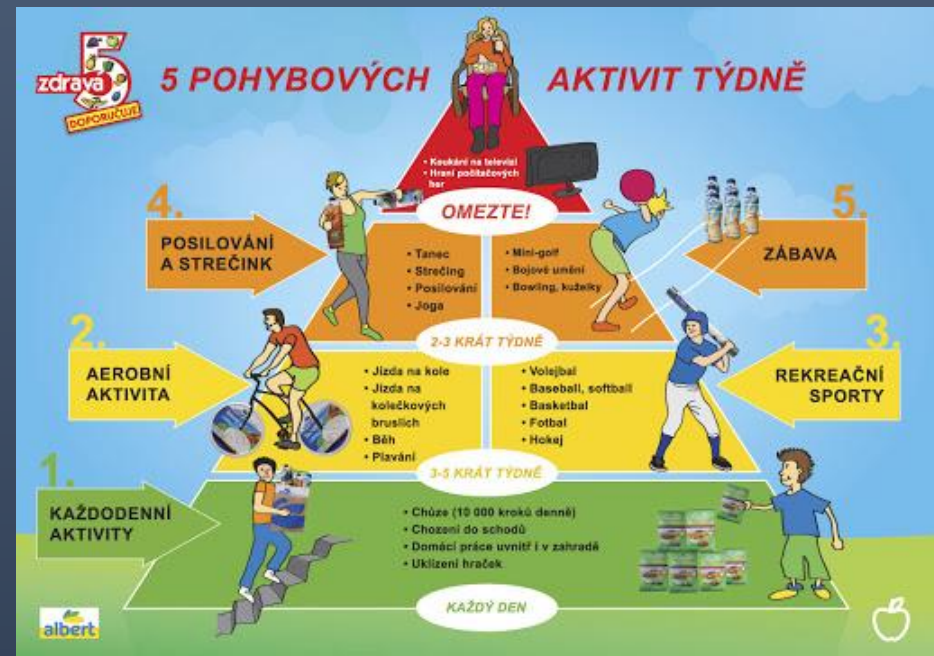 zdravá 5
DOPORUČUJE
5 POHYBOVÝCH AKTIVIT TÝDNĚ
• Koukání na televizi
• Hraní počítačových
her
OMEZTE!
4.
POSILOVÁNÍ
A STREČINK
• Tanec
• Strečing
• Posilování
• Joga
• Mini-golf
• Bojové umění
• Bowling, kuželky
5.
ZÁBAVA
2-3 KRÁT TÝDNĚ
2.
AEROBNÍ
AKTIVITA
• Jízda na kole
• Jízda na
kolečkových
bruslích
• Běh
• Plavání
• Volejbal
• Baseball, softball
• Basketbal
• Fotbal
• Hokej
3.
REKREAČNÍ
SPORTY
3-5 KRÁT TÝDNĚ
1.
KAŽDODENNÍ
AKTIVITY
• Chůze (10 000 kroků denně)
• Chození do schodů
• Domácí práce uvnitř i v zahradě
• Uklízení hraček
KAŽDÝ DEN
albert